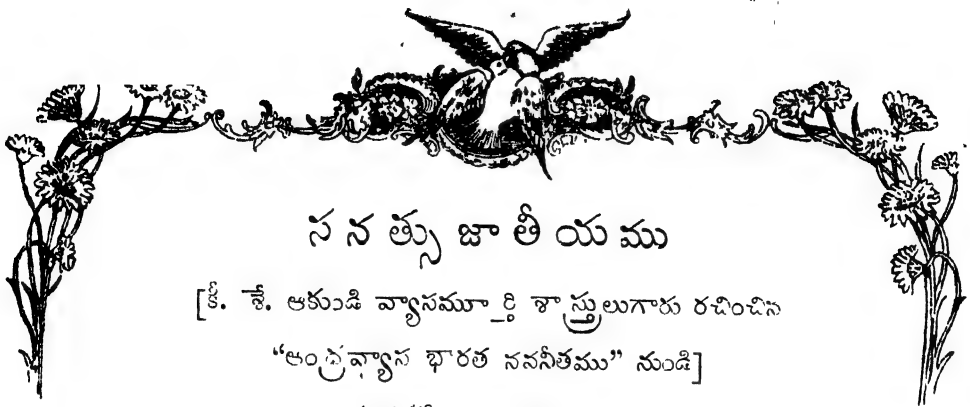 సనత్సుజాతీయము
[కీ. శే. ఆకుండి వ్యాసమూర్తి శాస్త్రులుగారు రచించిన
“ఆంధ్రవ్యాస భారత నవనీతము” నుండి]